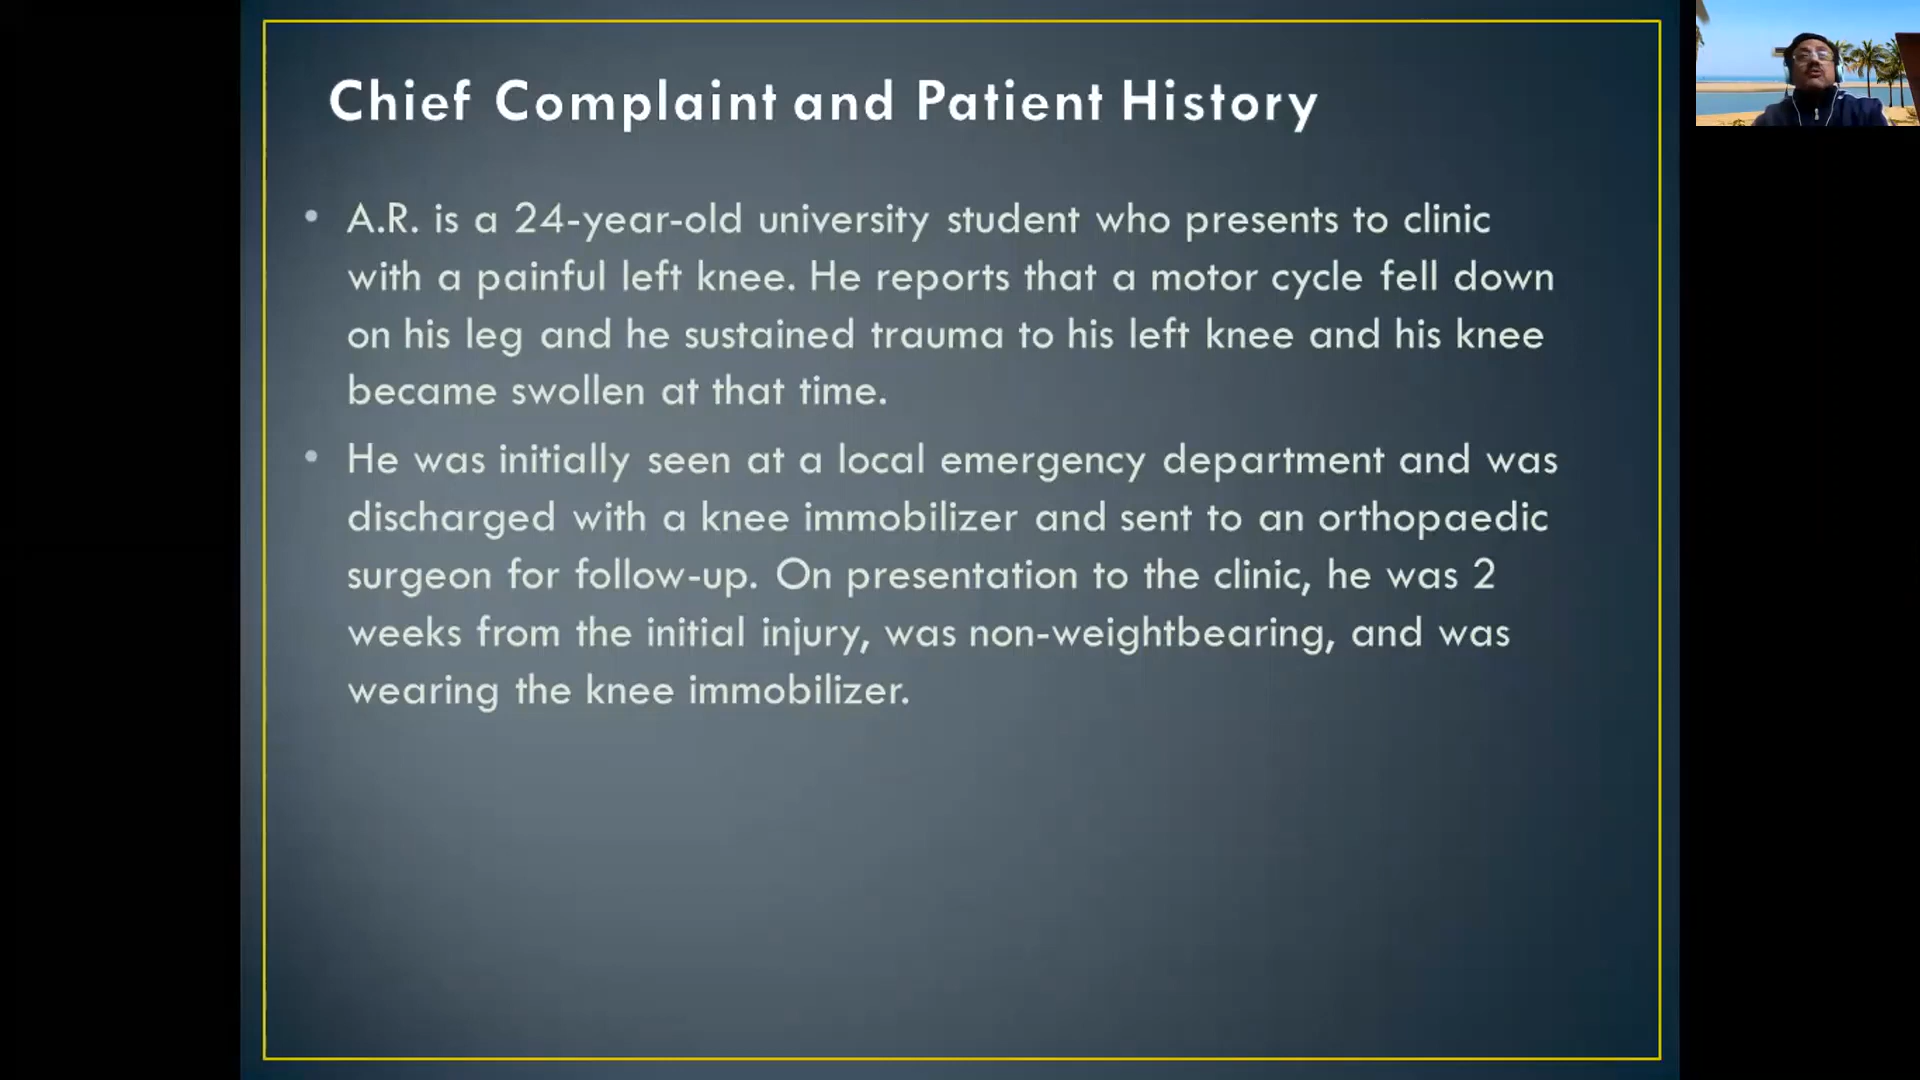 Chief Complaint and Patient History
• A.R. is a 24-year-old university student who presents to clinic
with a painful left knee. He reports that a motor cycle fell down
on his leg and he sustained trauma to his left knee and his knee
became swollen at that time.
• He was initially seen at a local emergency department and was
discharged with a knee immobilizer and sent to an orthopaedic
surgeon for follow-up. On presentation to the clinic, he was 2
weeks from the initial injury, was non-weightbearing, and was
wearing the knee immobilizer.